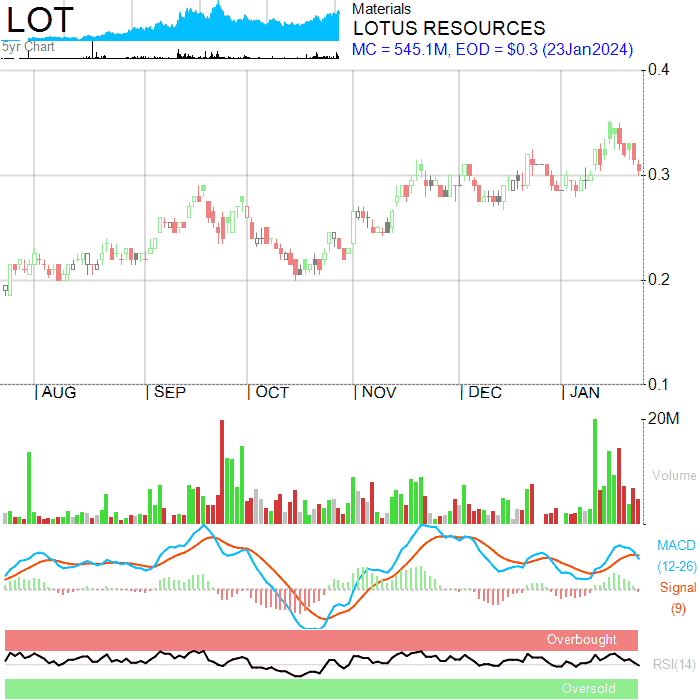 LOT
5yr Chart
Materials
LOTUS RESOURCES
MC = 545.1M, EOD = $0.3 (23Jan2024)
0.4
0.3
0.2
0.1
AUG
SEP
OCT
NOV
DEC
JAN
20M
Volume
MACD
(12-26)
Signal
(9)
Overbought
RSI(14)
Oversold